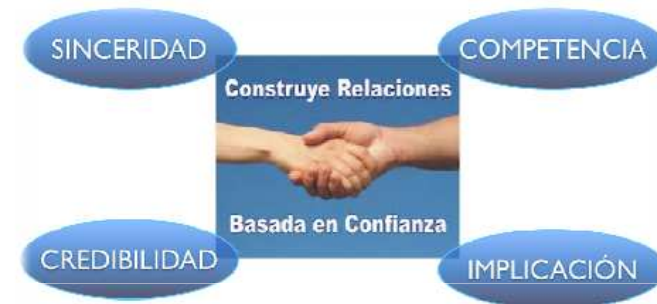 SINCERIDAD
COMPETENCIA
Construye Relaciones
Basada en Confianza
CREDIBILIDAD
IMPLICACIÓN